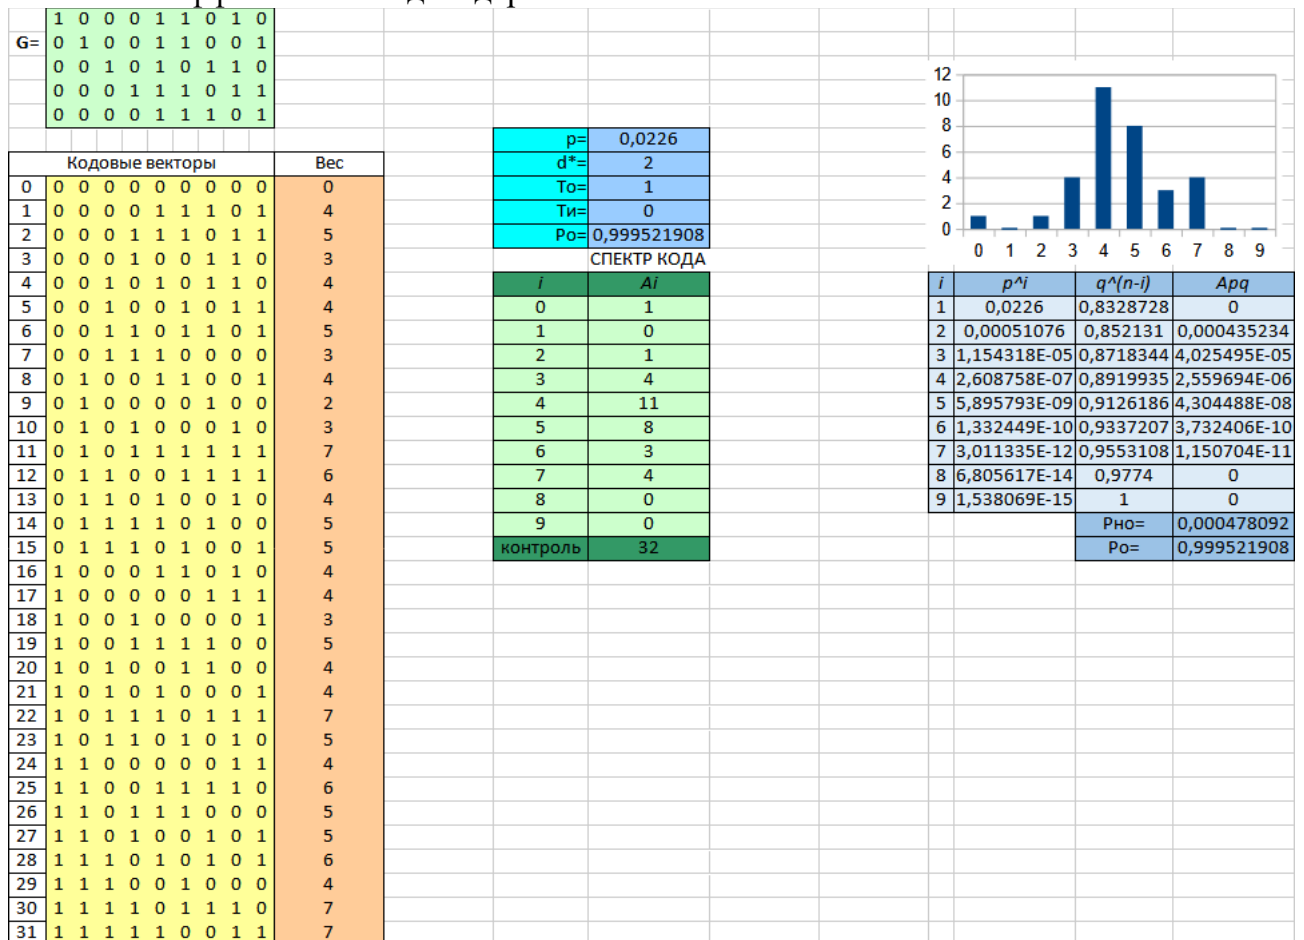 1 0 0 0 1 1 0 1 0
G= 0 1 0 0 1 1 0 0 1
0 0 1 0 1 0 1 1 0
0 0 0 1 1 1 0 1 1
0 0 0 0 1 1 1 0 1
p= 0,0226
d*= 2
То= 1
Ти= 0
Ро= 0,999521908
СПЕКТР КОДА
i Ai
0 1
1 0
2 1
3 4
4 11
5 8
6 3
7 4
8 0
9 0
контроль 32
Кодовые векторы Вес
0 0 0 0 0 0 0 0 0 0 0
1 0 0 0 0 1 1 1 0 1 4
2 0 0 0 1 1 1 0 1 1 5
3 0 0 0 1 0 0 1 1 0 3
4 0 0 1 0 1 0 1 1 0 4
5 0 0 1 0 0 1 0 1 1 4
6 0 0 1 1 0 1 1 0 1 5
7 0 0 1 1 1 0 0 0 0 3
8 0 1 0 0 1 1 0 0 1 4
9 0 1 0 0 0 0 1 0 0 2
10 0 1 0 1 0 0 0 1 0 3
11 0 1 0 1 1 1 1 1 1 7
12 0 1 1 0 0 1 1 1 1 6
13 0 1 1 0 1 0 0 1 0 4
14 0 1 1 1 1 0 1 0 0 5
15 0 1 1 1 0 1 0 0 1 5
16 1 0 0 0 1 1 0 1 0 4
17 1 0 0 0 0 0 1 1 1 4
18 1 0 0 1 0 0 0 0 1 3
19 1 0 0 1 1 1 1 0 0 5
20 1 0 1 0 0 1 1 0 0 4
21 1 0 1 0 1 0 0 0 1 4
22 1 0 1 1 1 0 1 1 1 7
23 1 0 1 1 0 1 0 1 0 5
24 1 1 0 0 0 0 0 1 1 4
25 1 1 0 0 1 1 1 1 0 6
26 1 1 0 1 1 1 0 0 0 5
27 1 1 0 1 0 0 1 0 1 5
28 1 1 1 0 1 0 1 0 1 6
29 1 1 1 0 0 1 0 0 0 4
30 1 1 1 1 0 1 1 1 0 7
31 1 1 1 1 1 0 0 1 1 7
12
10
8
6
4
2
0
0 1 2 3 4 5 6 7 8 9
i p^i q^(n-i) Apq
1 0,0226 0,8328728 0
2 0,00051076 0,852131 0,000435234
3 1,154318E-05 0,8718344 4,025495E-05
4 2,608758E-07 0,8919935 2,559694E-06
5 5,895793E-09 0,9126186 4,304488E-08
6 1,332449E-10 0,9337207 3,732406E-10
7 3,011335E-12 0,9553108 1,150704E-11
8 6,805617E-14 0,9774 0
9 1,538069E-15 1 0
Рно= 0,000478092
Ро= 0,999521908